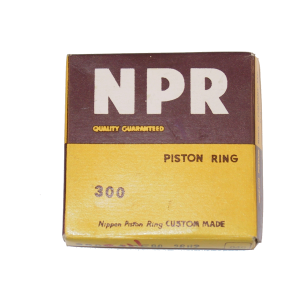 NPR
QUALITY GUARANTEED
PISTON RING
300
Nippon Piston Ring CUSTOM MADE